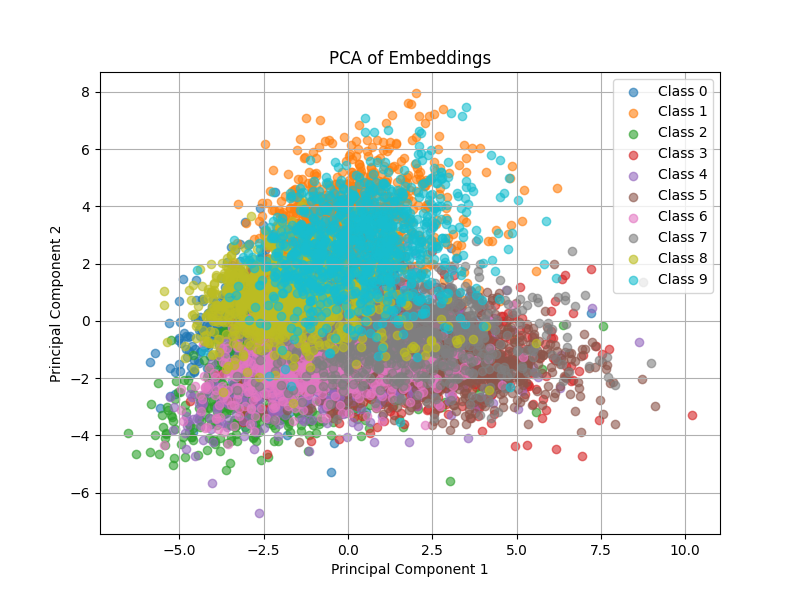 PCA of Embeddings
Class 0
Class 1
Class 2
Class 3
Class 4
Class 5
Class 6
Class 7
Class 8
Class 9
8
6
4
2
0
−2
−4
−6
Principal Component 2
−5.0 −2.5 0.0 2.5 5.0 7.5 10.0
Principal Component 1